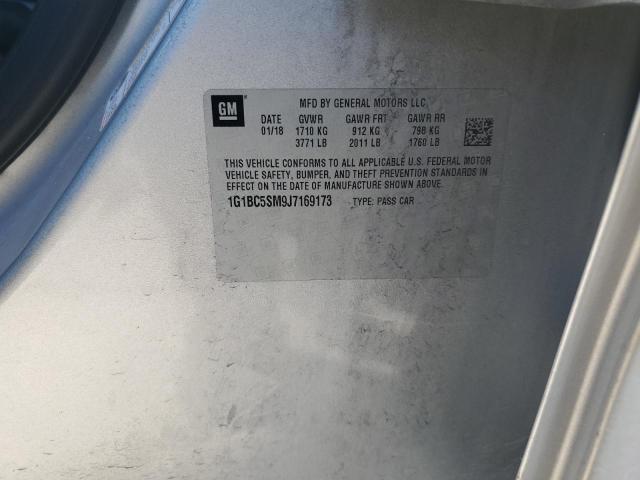 GM
MFD BY GENERAL MOTORS LLC
DATE GVWR GAWR FRT GAWR RR
01/18 1710 KG 912 KG 798 KG
3771 LB 2011 LB 1760 LB
THIS VEHICLE CONFORMS TO ALL APPLICABLE U.S. FEDERAL MOTOR
VEHICLE SAFETY, BUMPER, AND THEFT PREVENTION STANDARDS IN
EFFECT ON THE DATE OF MANUFACTURE SHOWN ABOVE.
1G1BC5SM9J7169173 TYPE: PASS CAR